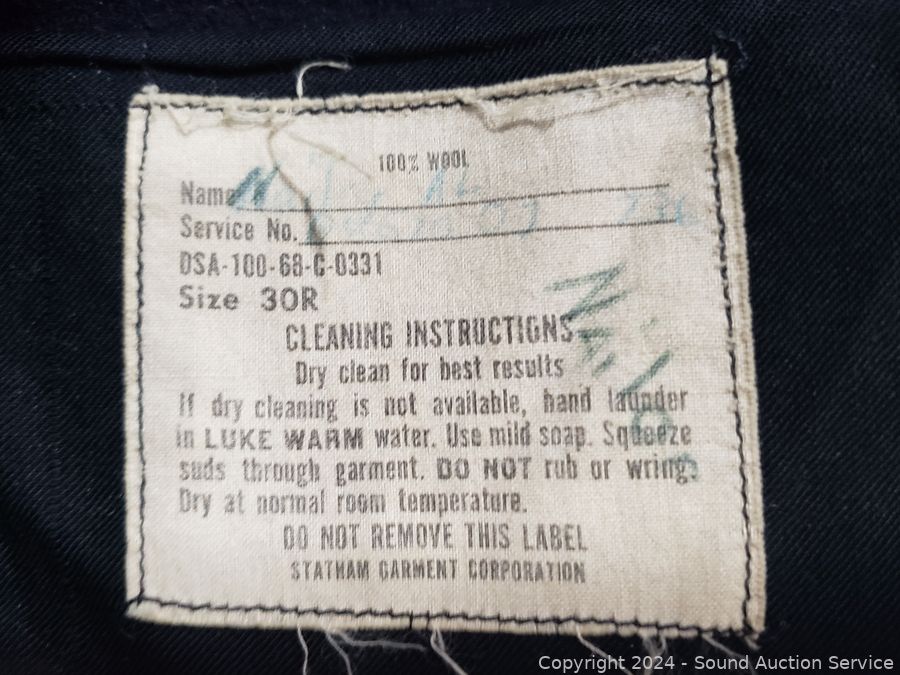 100% WOOL
Name
Service No.
DSA-100-68-C-0331
Size 30R
CLEANING INSTRUCTIONS
Dry clean for best results
If dry cleaning is not available, hand launder
in LUKE WARM water. Use mild soap. Squeeze
suds through garment. DO NOT rub or wring.
Dry at normal room temperature.
DO NOT REMOVE THIS LABEL
STATHAM GARMENT CORPORATION
Copyright 2024 - Sound Auction Service